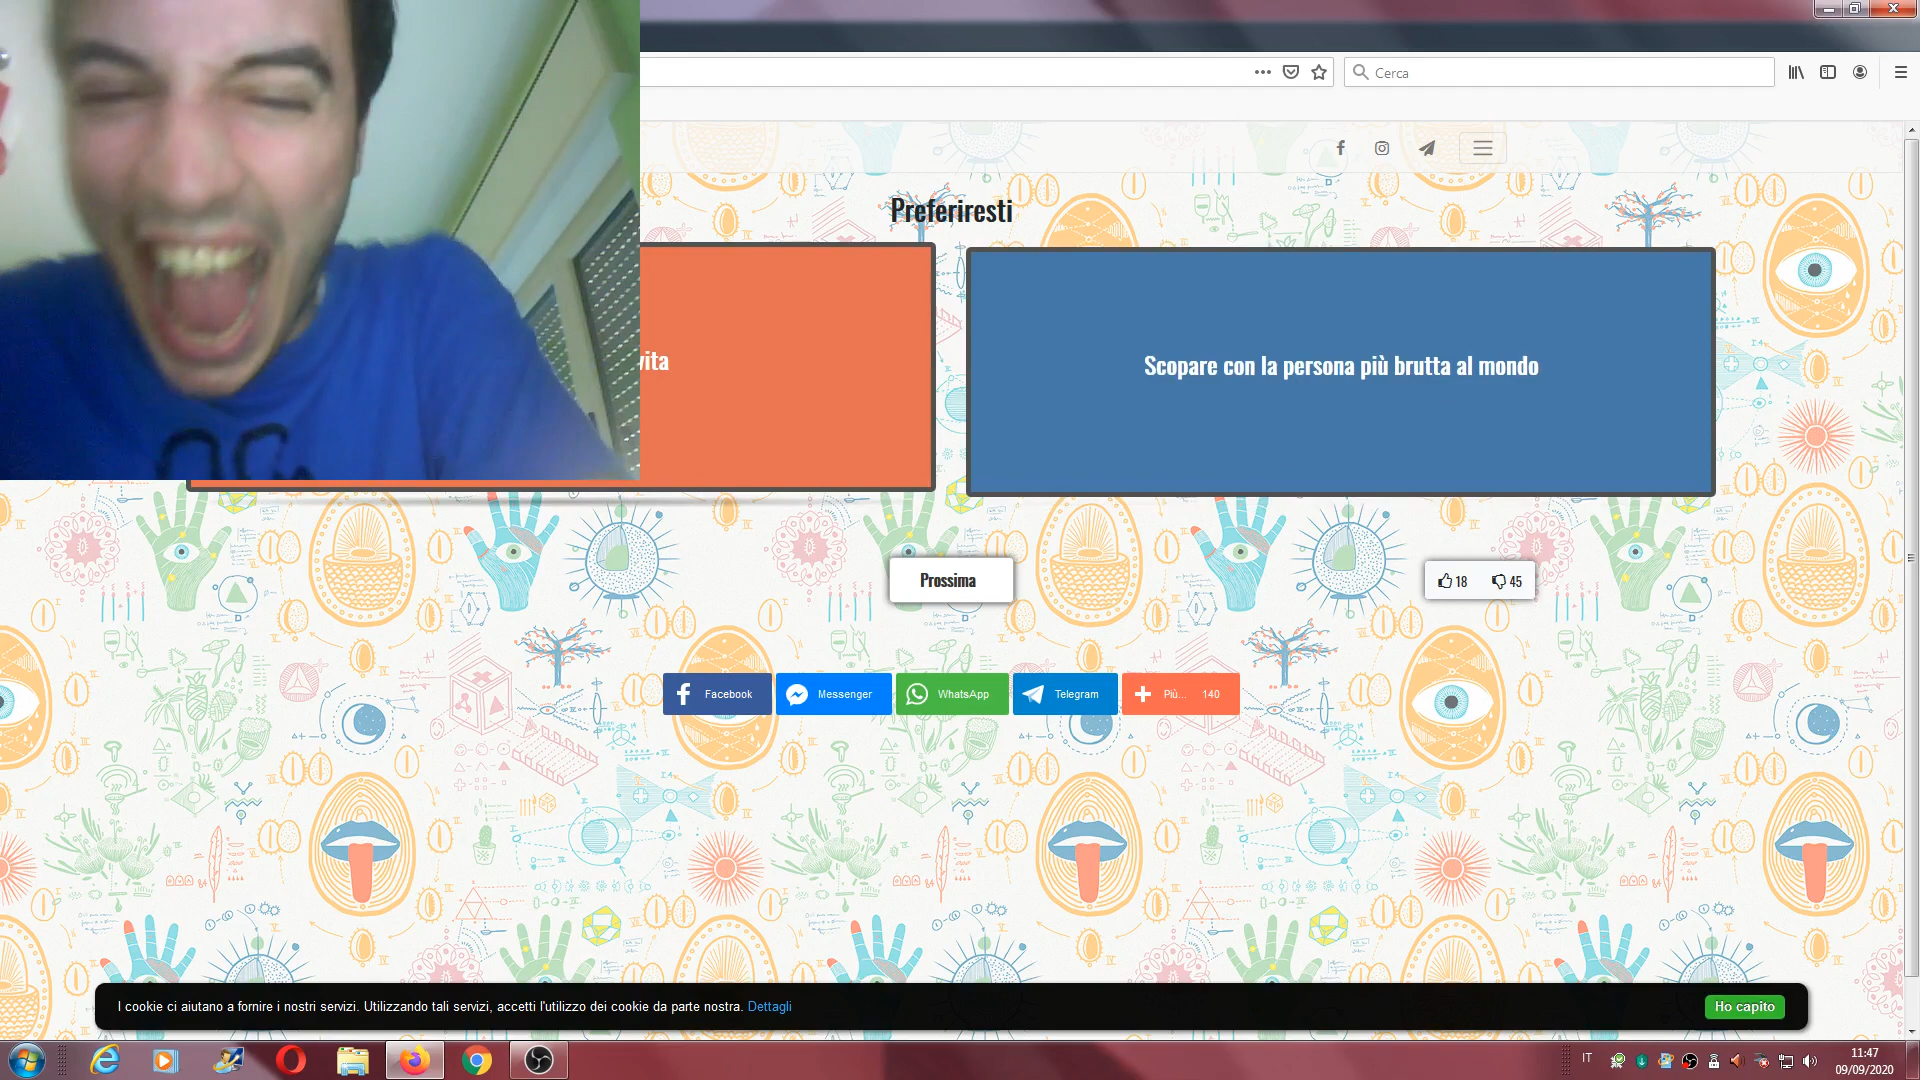 Cerca
Preferiresti
vita
Scopare con la persona più brutta al mondo
Prossima
18 45
Facebook Messenger WhatsApp Telegram Più... 140
I cookie ci aiutano a fornire i nostri servizi. Utilizzando tali servizi, accetti l'utilizzo dei cookie da parte nostra. Dettagli
Ho capito
IT
11:47
09/09/2020